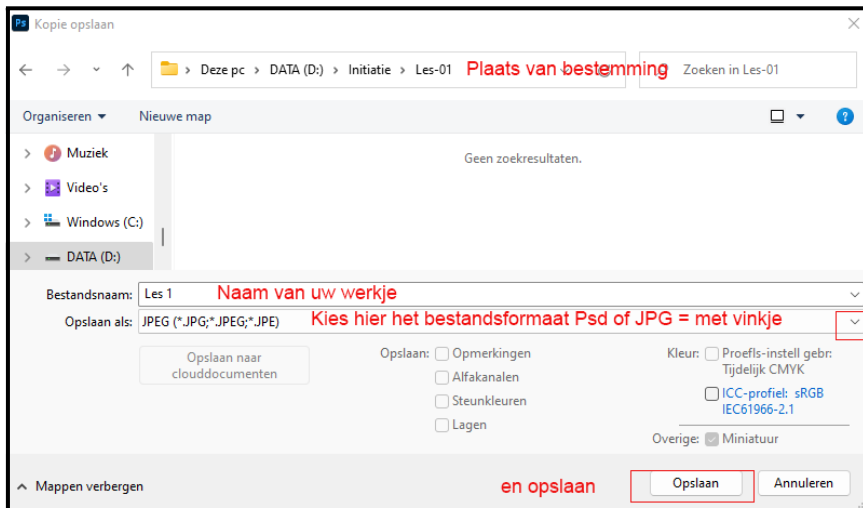 Ps Kopie opslaan
Deze pc > DATA (D:) > Initiatie > Les-01 Plaats van bestemming Zoeken in Les-01
Organiseren Nieuwe map
Muziek
Geen zoekresultaten.
Video's
Windows (C:)
DATA (D:)
Bestandsnaam: Les 1 Naam van uw werkje
Opslaan als: JPEG (*.JPG;*.JPEG;*.JPE) Kies hier het bestandsformaat Psd of JPG = met vinkje
Opslaan naar
clouddocumenten
Opslaan: Opmerkingen
Alfakanalen
Steunkleuren
Lagen
Kleur: Proefls-instell gebr:
Tijdelijk CMYK
ICC-profiel: sRGB
IEC61966-2.1
Overige: Miniatuur
Mappen verbergen en opslaan Opslaan Annuleren